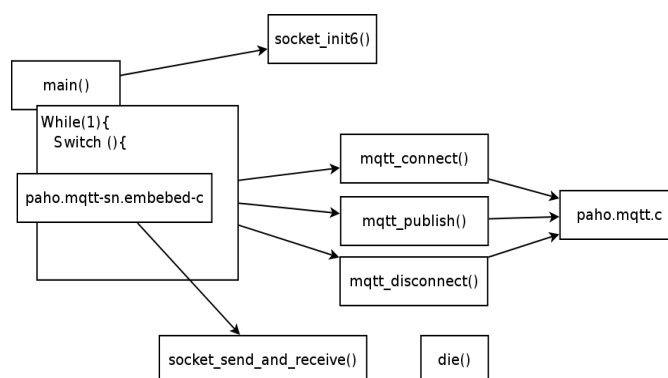 socket_init6()
main()
While(1){
Switch (){
mqtt_connect()
paho.mqtt-sn.embebed-c
mqtt_publish()
paho.mqtt.c
mqtt_disconnect()
socket_send_and_receive()
die()